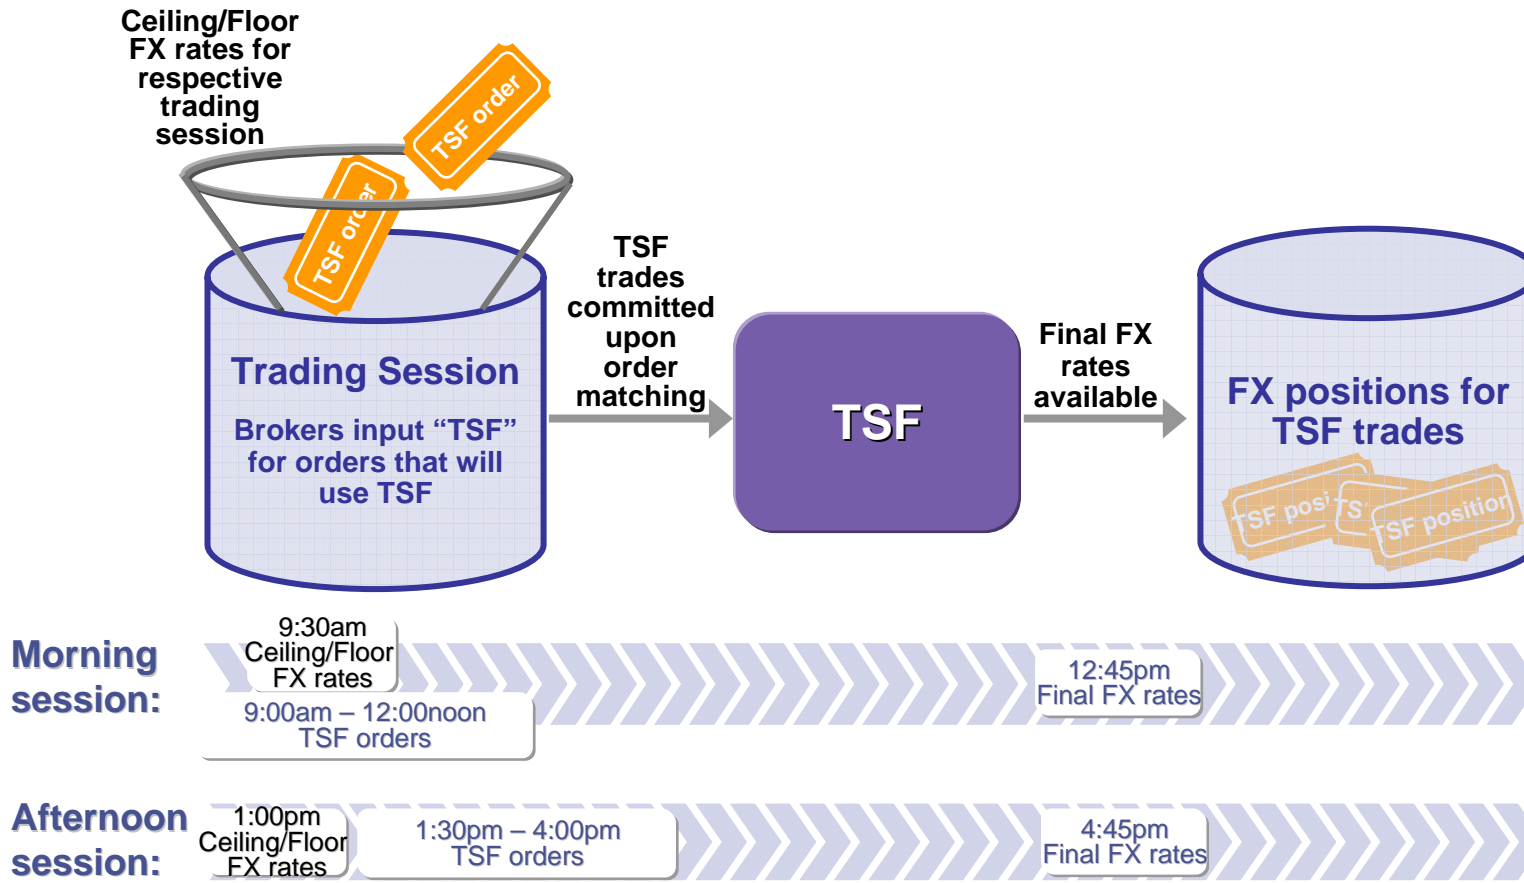 Ceiling/Floor
FX rates for
respective
trading
session
TSF order
TSF order
TSF
trades
committed
upon
order
matching
Final FX
rates
available
Trading Session
Brokers input “TSF”
for orders that will
use TSF
TSF
FX positions for
TSF trades
TSF posi
TS
TSF position
Morning
session:
9:30am
Ceiling/Floor
FX rates
9:00am – 12:00noon
TSF orders
12:45pm
Final FX rates
Afternoon
session:
1:00pm
Ceiling/Floor
FX rates
1:30pm – 4:00pm
TSF orders
4:45pm
Final FX rates